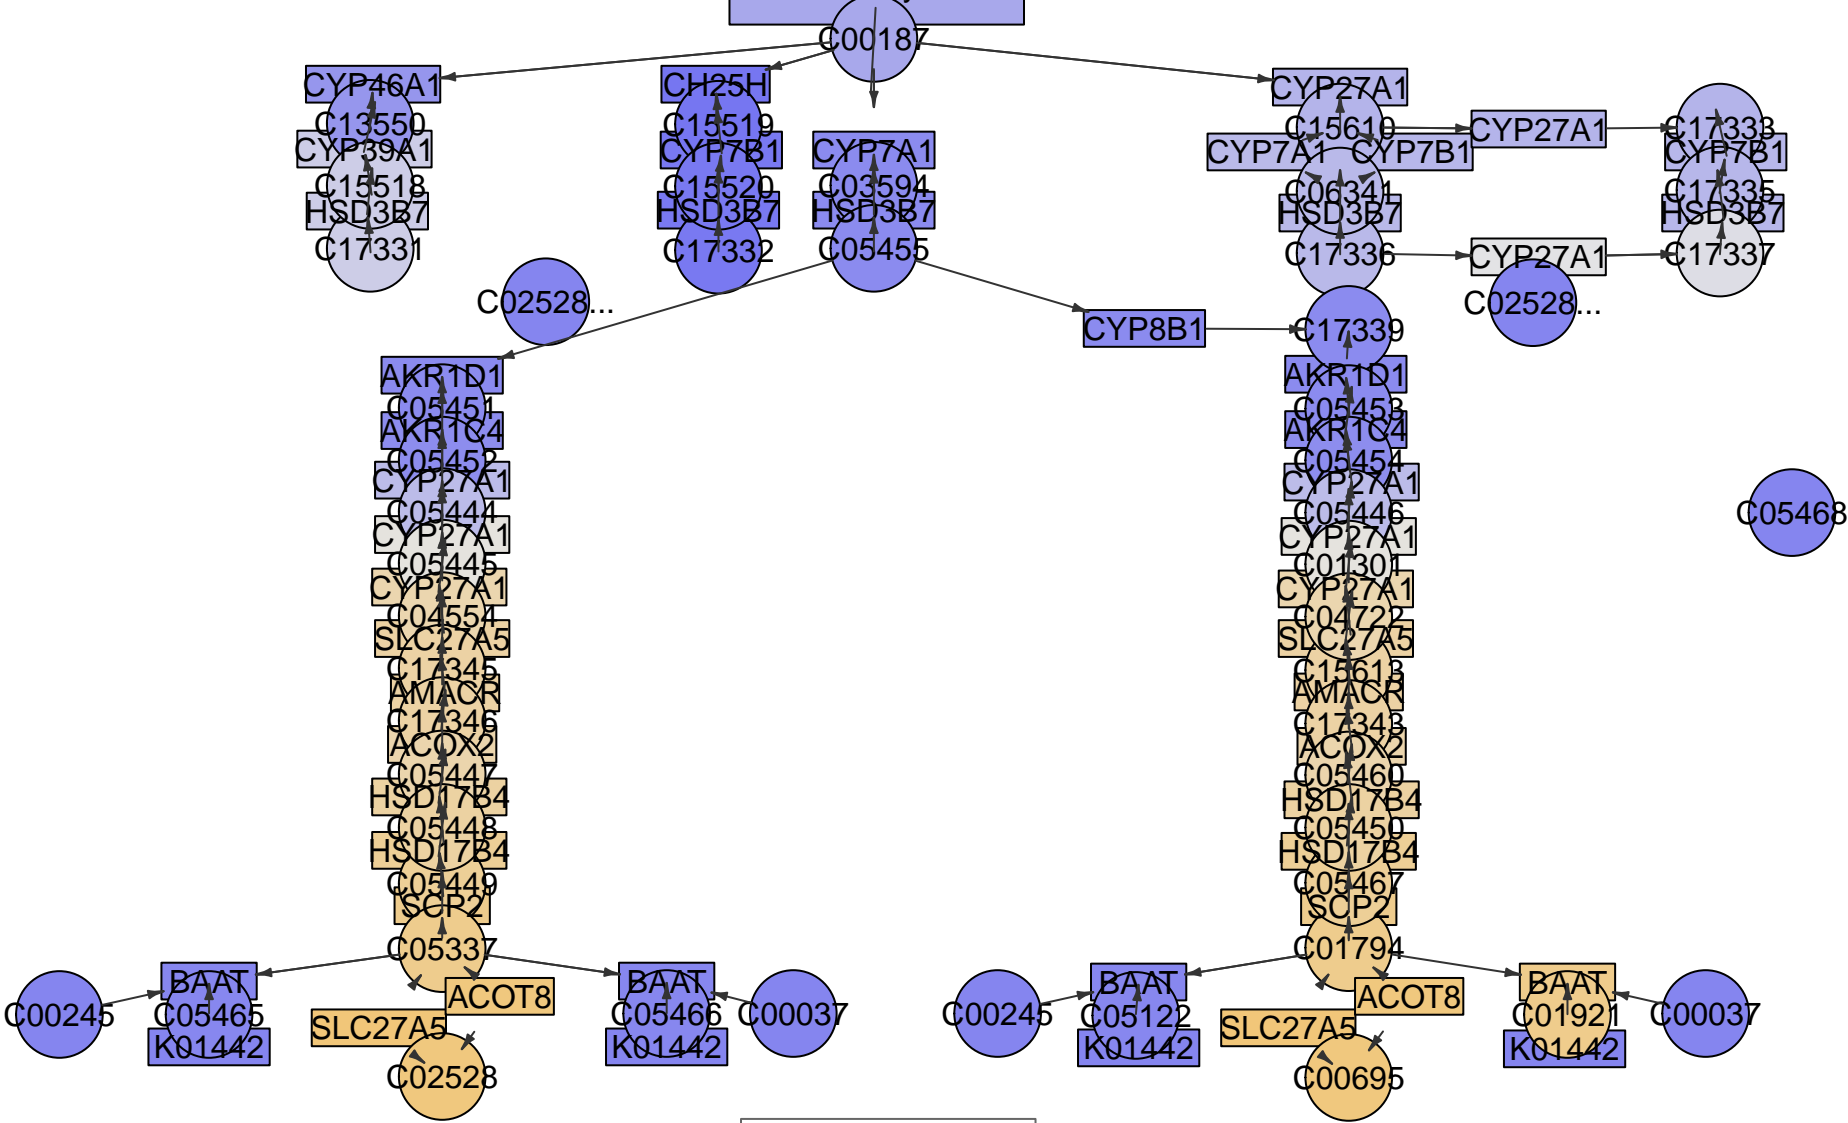 C00187
CYP46A1
CH25H
CYP27A1
C13550
C15519
C15610
CYP27A1
C17333
CYP39A1
CYP7B1
CYP7A1
CYP7A1
CYP7B1
CYP7B1
C15518
C15520
C03594
C06341
C17335
HSD3B7
HSD3B7
HSD3B7
HSD3B7
HSD3B7
C17331
C17332
C05455
C17336
CYP27A1
C17337
C02528...
C02528...
CYP8B1
C17339
AKR1D1
AKR1D1
C05451
C05453
AKR1C4
AKR1C4
C05452
C05454
CYP27A1
CYP27A1
C05444
C05446
C05468
CYP27A1
CYP27A1
C05445
C01301
CYP27A1
CYP27A1
C04554
C04722
SLC27A5
SLC27A5
C17345
C15613
AMACR
AMACR
C17346
C17343
ACOX2
ACOX2
C05447
C05460
HSD17B4
HSD17B4
C05448
C05450
HSD17B4
HSD17B4
C05449
C05467
SCP2
SCP2
C05337
C01794
BAAT
BAAT
BAAT
BAAT
ACOT8
ACOT8
C00245
C05465
C05466
C00037
C00245
C05122
C01921
C00037
SLC27A5
SLC27A5
K01442
K01442
K01442
K01442
C02528
C00695